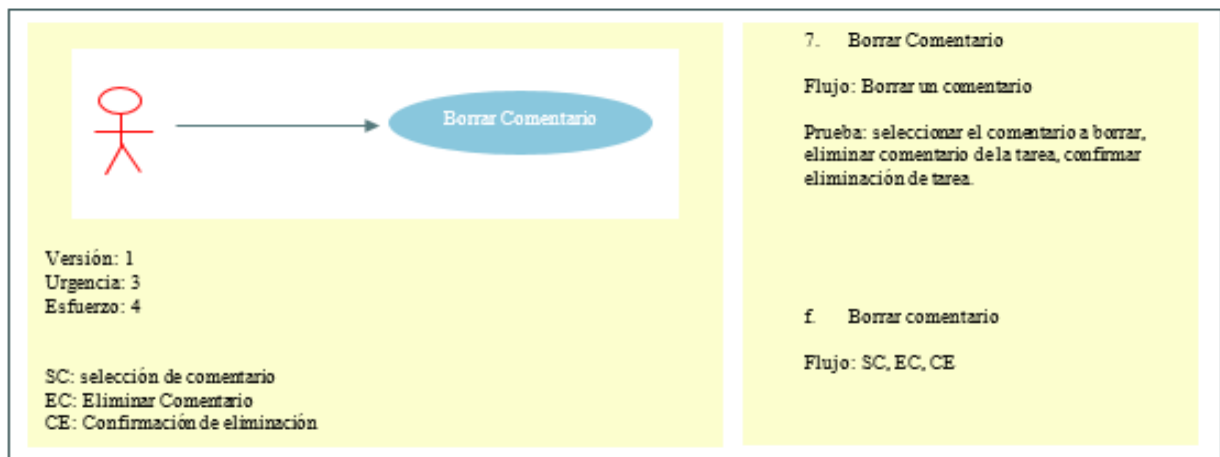 Borrar Comentario
Versión: 1
Urgencia: 3
Esfuerzo: 4
SC: selección de comentario
EC: Eliminar Comentario
CE: Confirmación de eliminación
7. Borrar Comentario
Flujo: Borrar un comentario
Prueba: seleccionar el comentario a borrar,
eliminar comentario de la tarea, confirmar
eliminación de tarea.
f. Borrar comentario
Flujo: SC, EC, CE